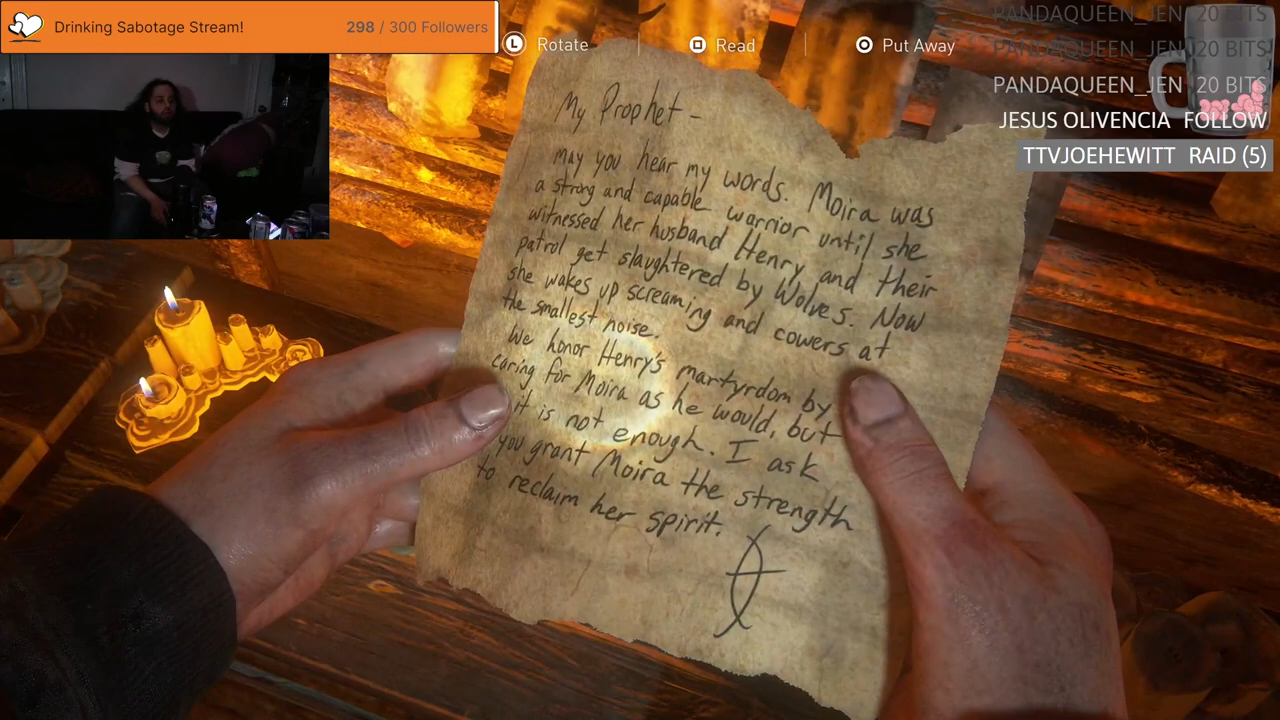 Drinking Sabotage Stream!
298 / 300 Followers
L Rotate
Read
Put Away
PANDAQUEEN_JEN 20 BITS
PANDAQUEEN_JEN 20 BITS
PANDAQUEEN_JEN 20 BITS
JESUS OLIVENCIA FOLLOW
TTVJOEHEWITT RAID (5)
My Prophet -
may you hear my words. Moira was
a strong and capable warrior until she
witnessed her husband Henry and their
patrol get slaughtered by Wolves. Now
she wakes up screaming and cowers at
the smallest noise.
We honor Henry's martyrdom by
caring for Moira as he would, but
it is not enough. I ask
you grant Moira the strength
to reclaim her spirit.